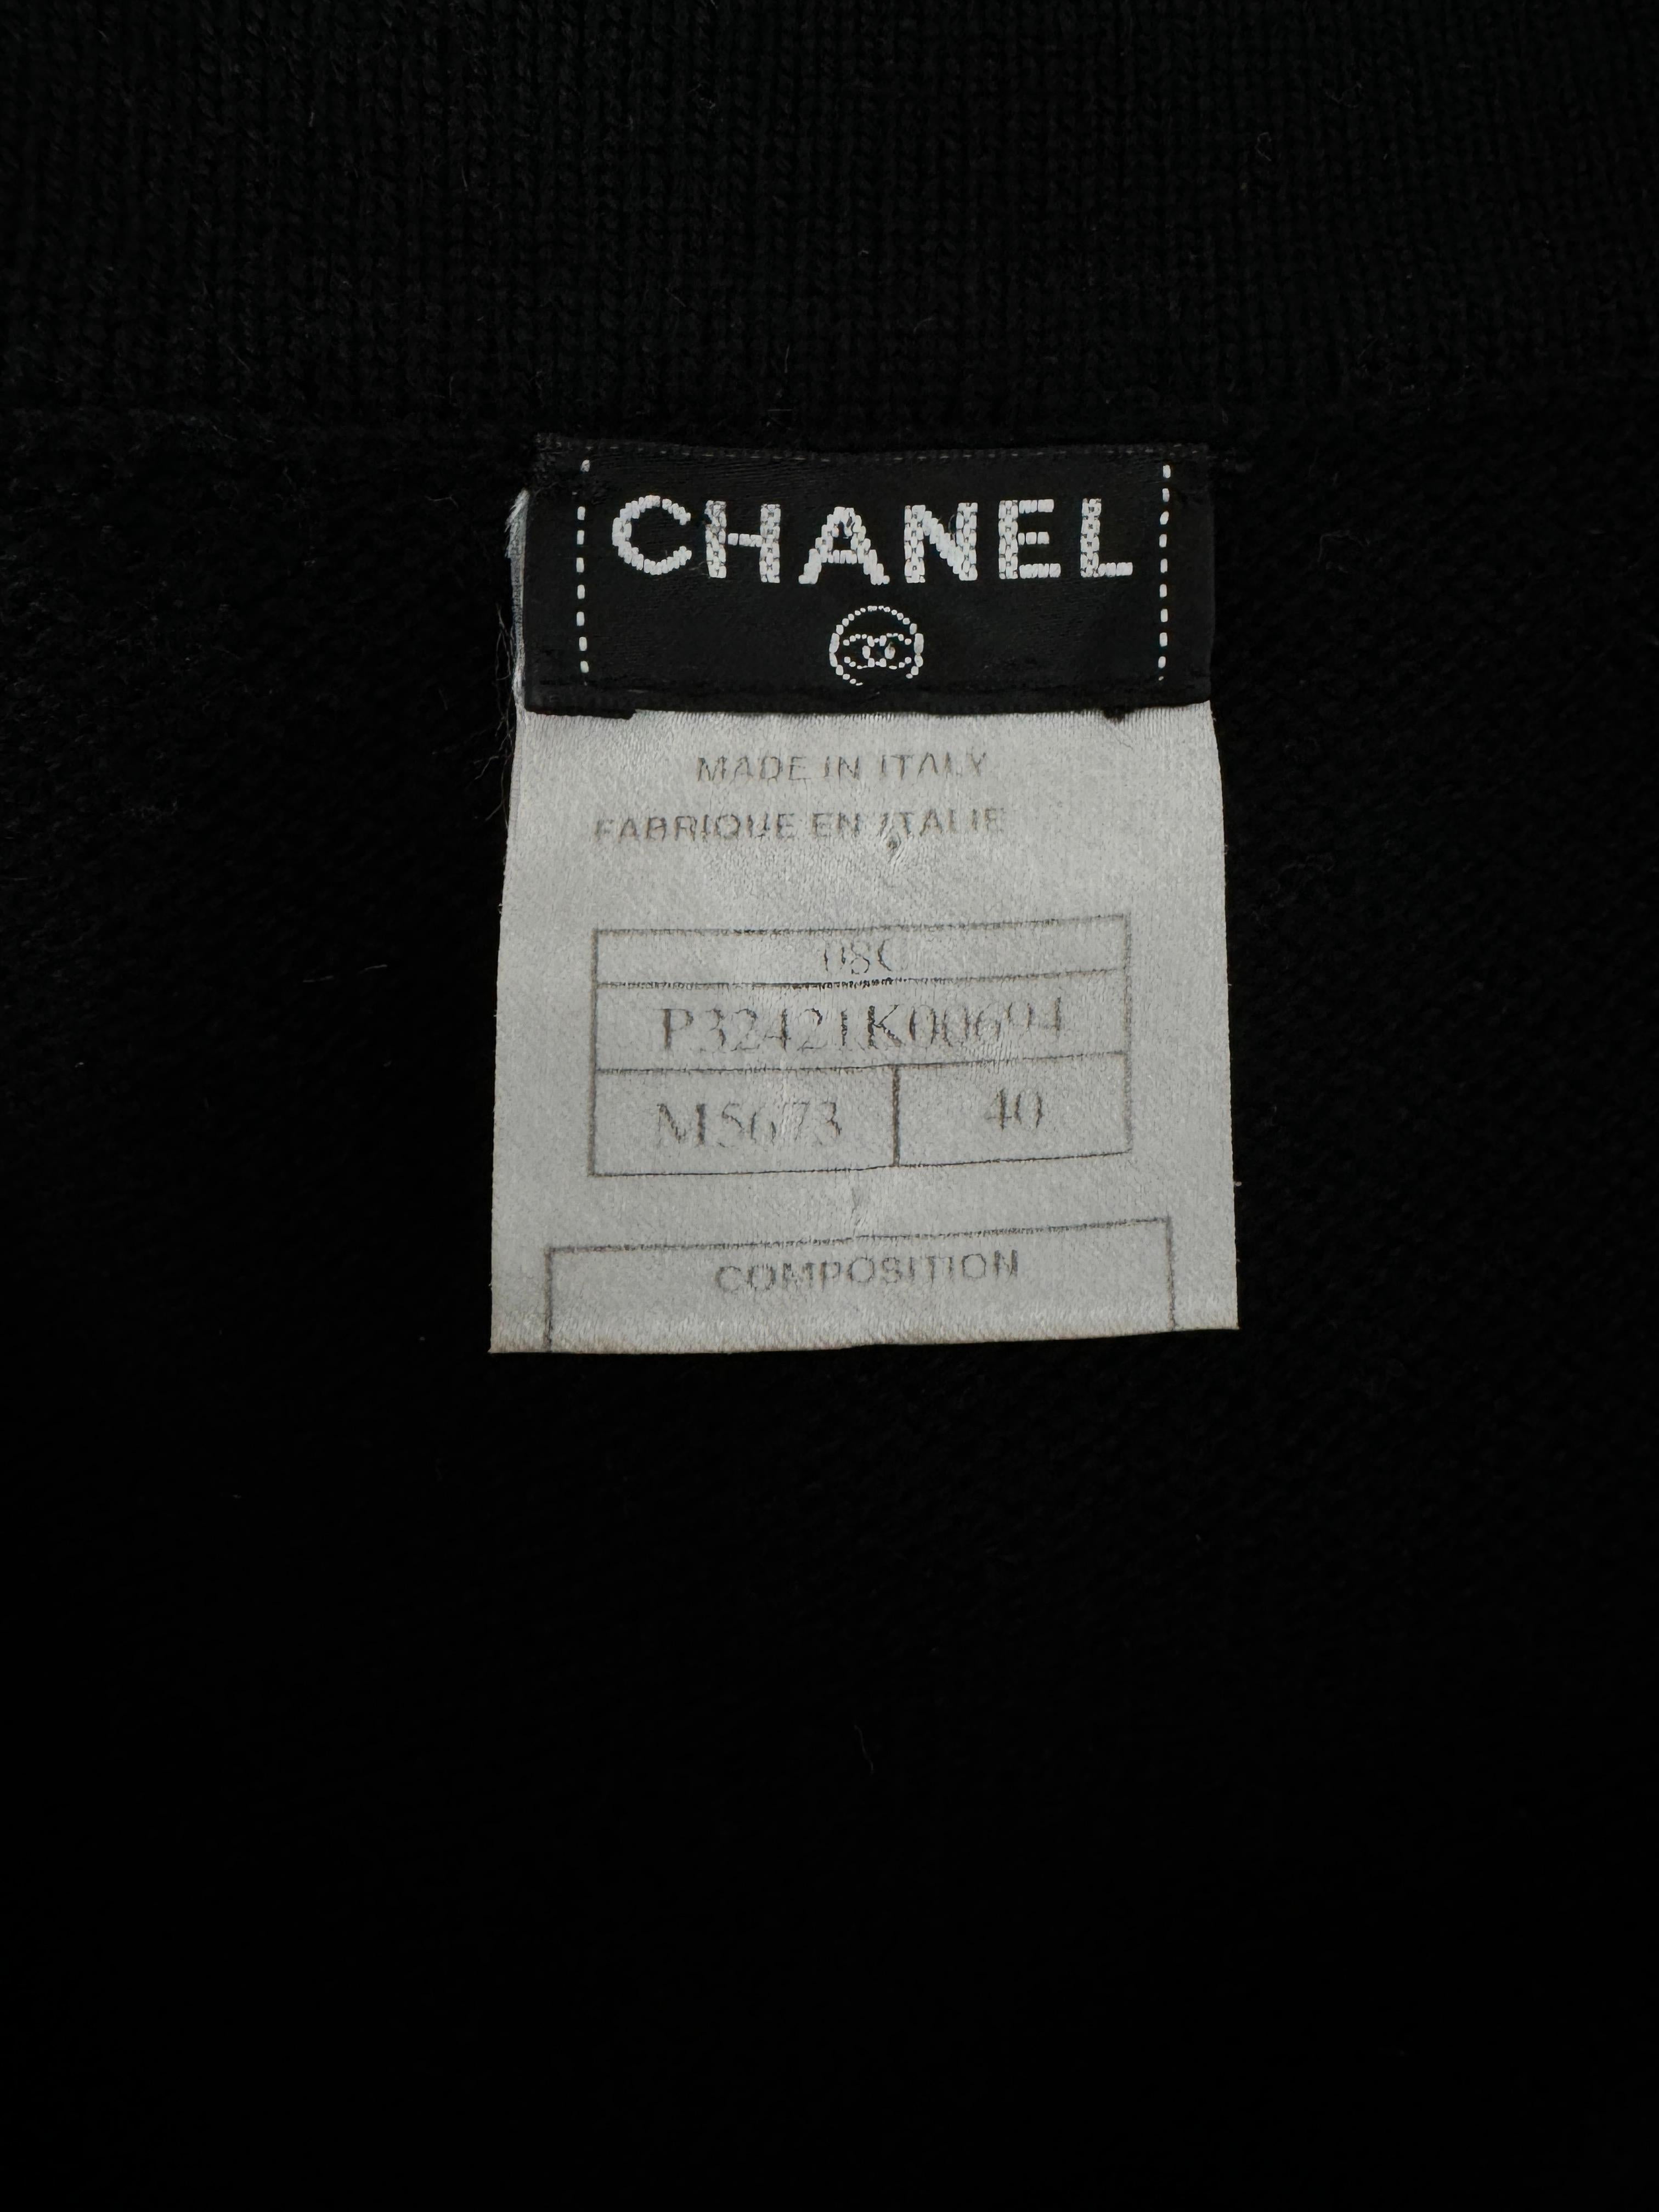 CHANEL
MADE IN ITALY
FABRIQUE EN ITALIE
08C
P32421K00694
M5673 40
COMPOSITION